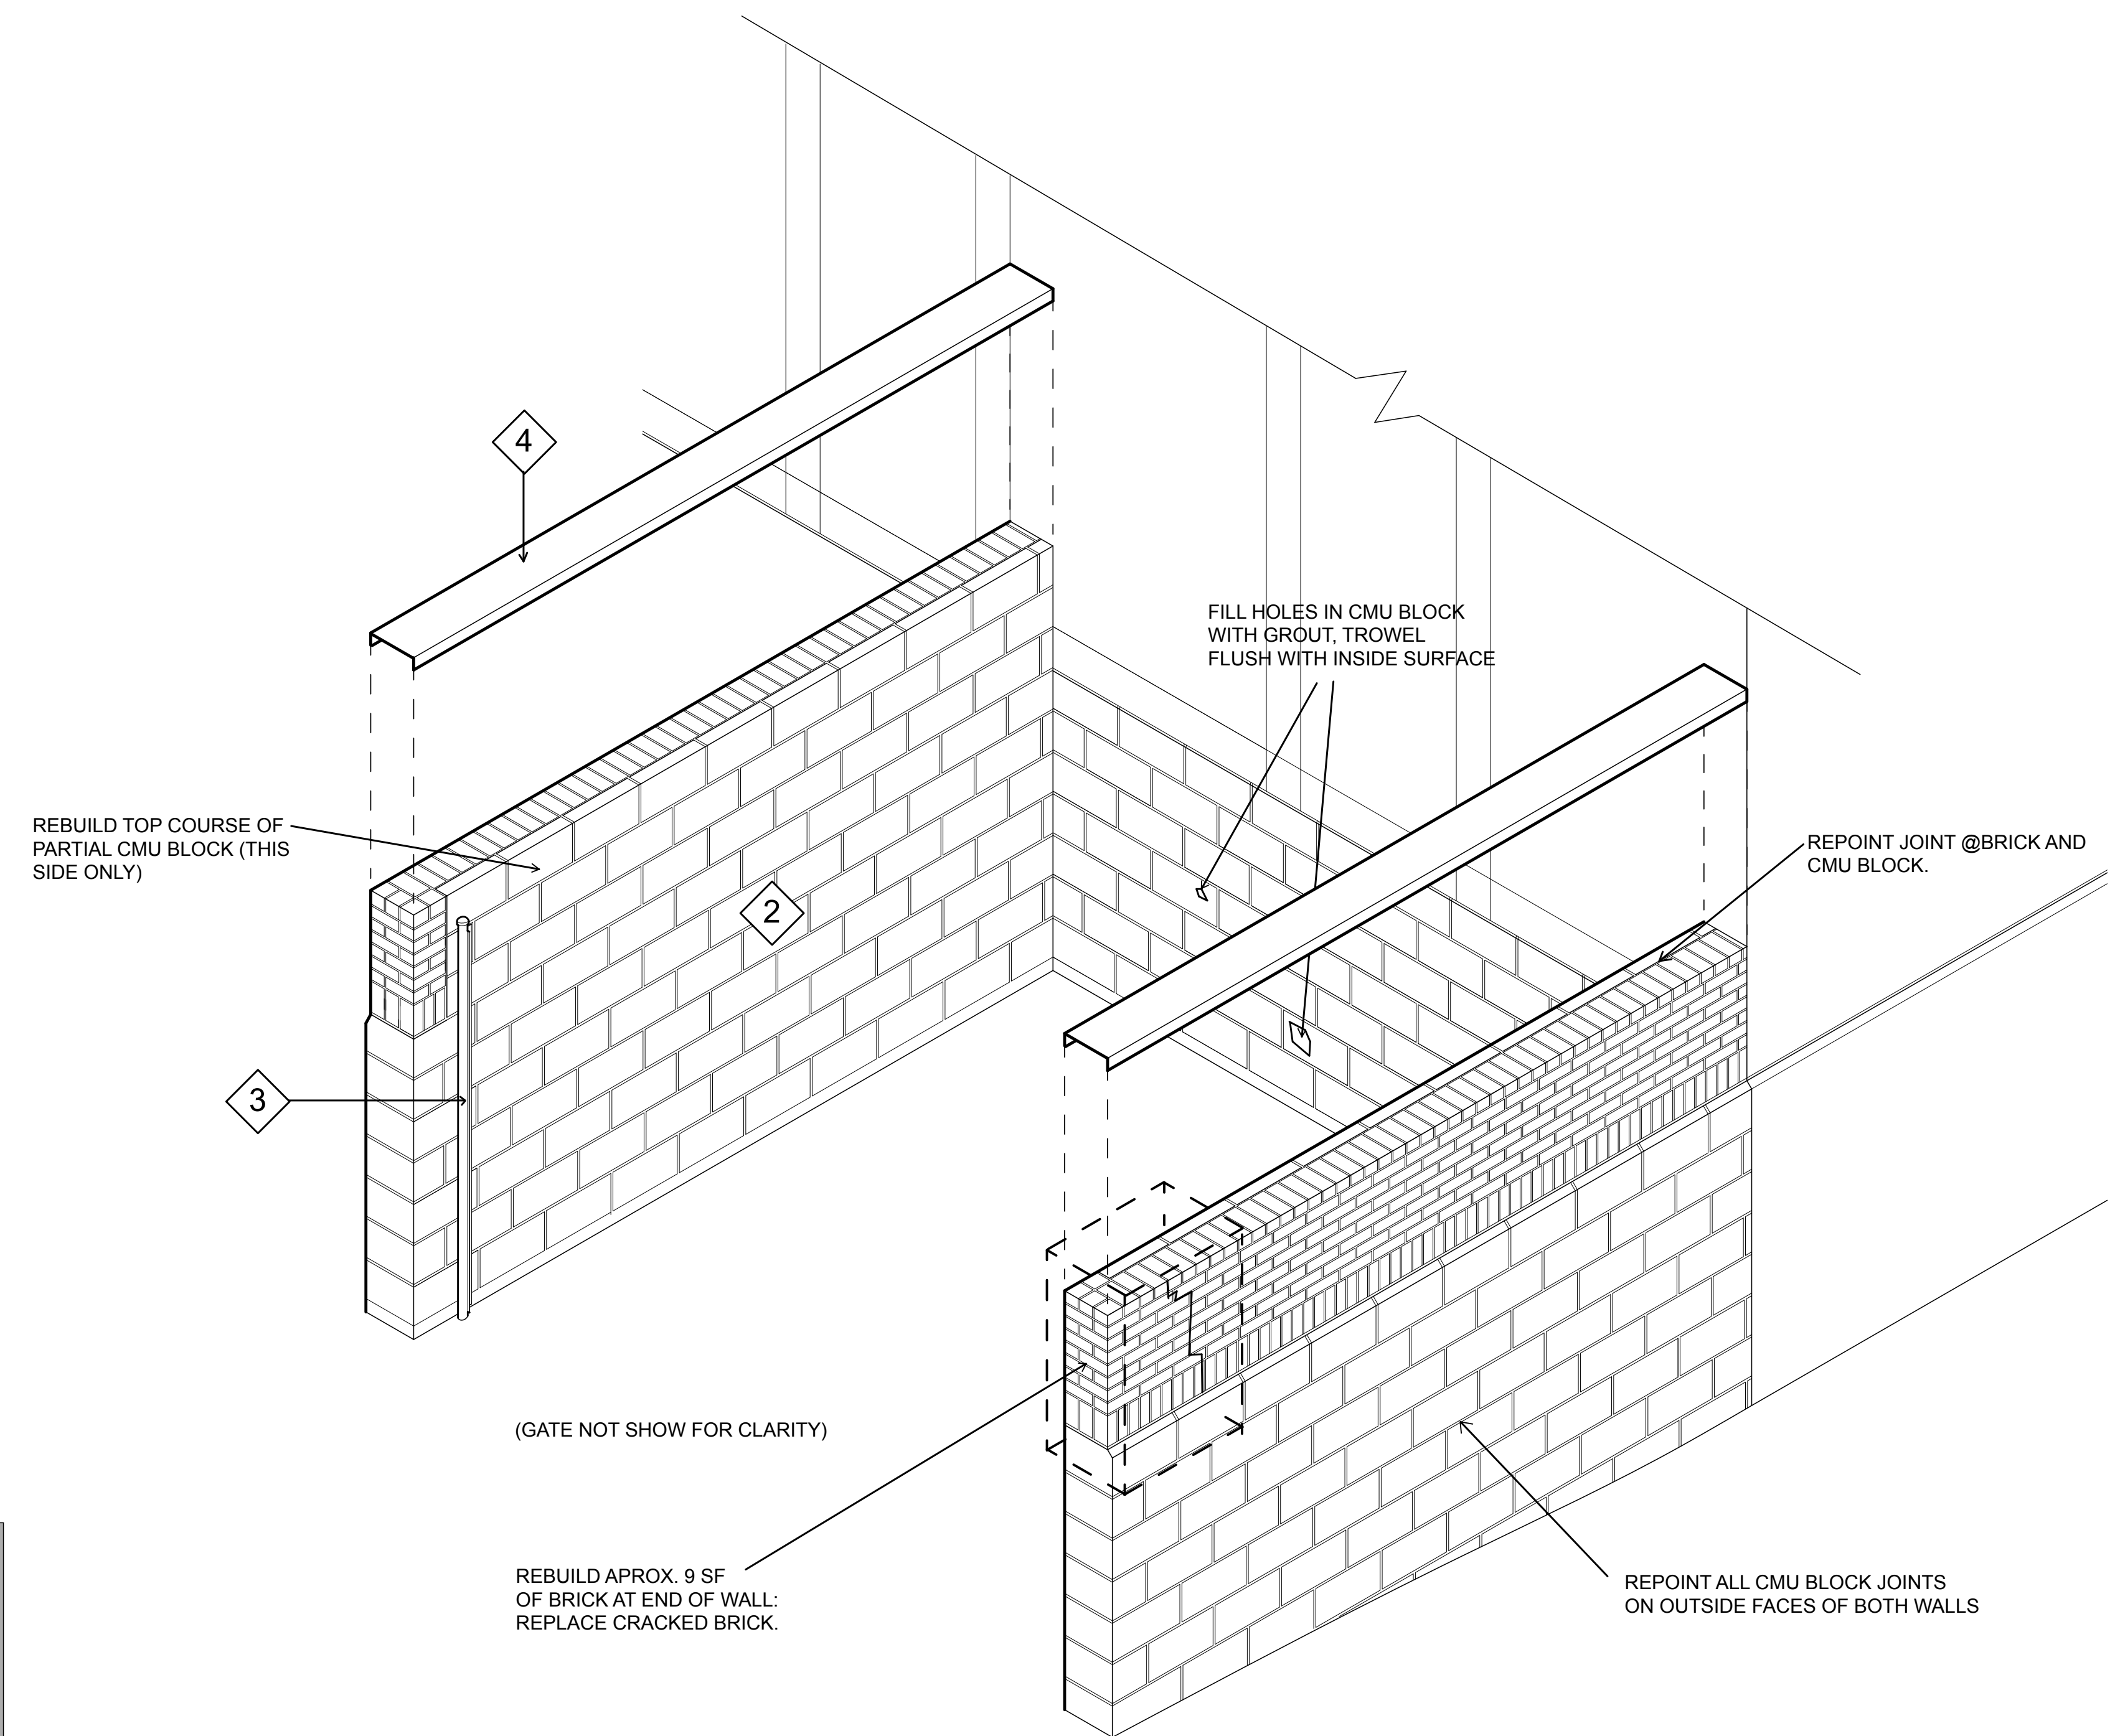 4
FILL HOLES IN CMU BLOCK
WITH GROUT, TROWEL
FLUSH WITH INSIDE SURFACE
REBUILD TOP COURSE OF
PARTIAL CMU BLOCK (THIS
SIDE ONLY)
2
REPOINT JOINT @BRICK AND
CMU BLOCK.
3
(GATE NOT SHOW FOR CLARITY)
REBUILD APROX. 9 SF
OF BRICK AT END OF WALL:
REPLACE CRACKED BRICK.
REPOINT ALL CMU BLOCK JOINTS
ON OUTSIDE FACES OF BOTH WALLS